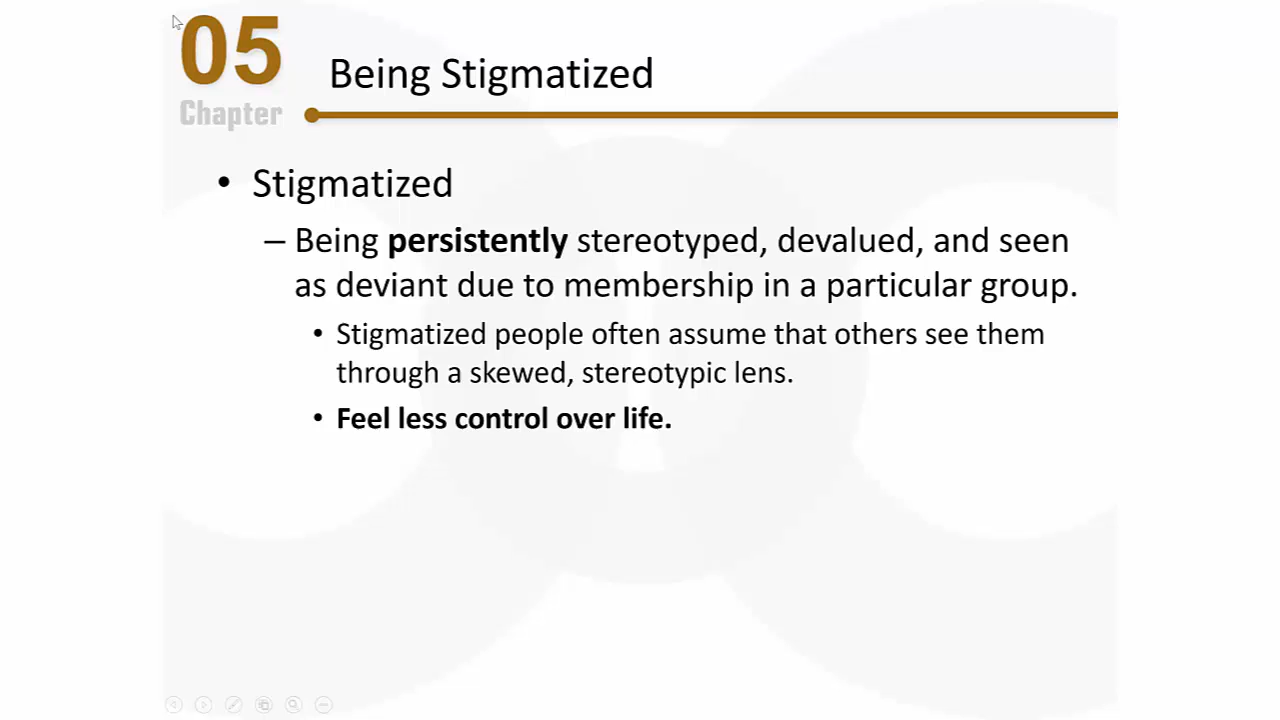 05
Chapter
Being Stigmatized
• Stigmatized
– Being persistently stereotyped, devalued, and seen
as deviant due to membership in a particular group.
• Stigmatized people often assume that others see them
through a skewed, stereotypic lens.
• Feel less control over life.